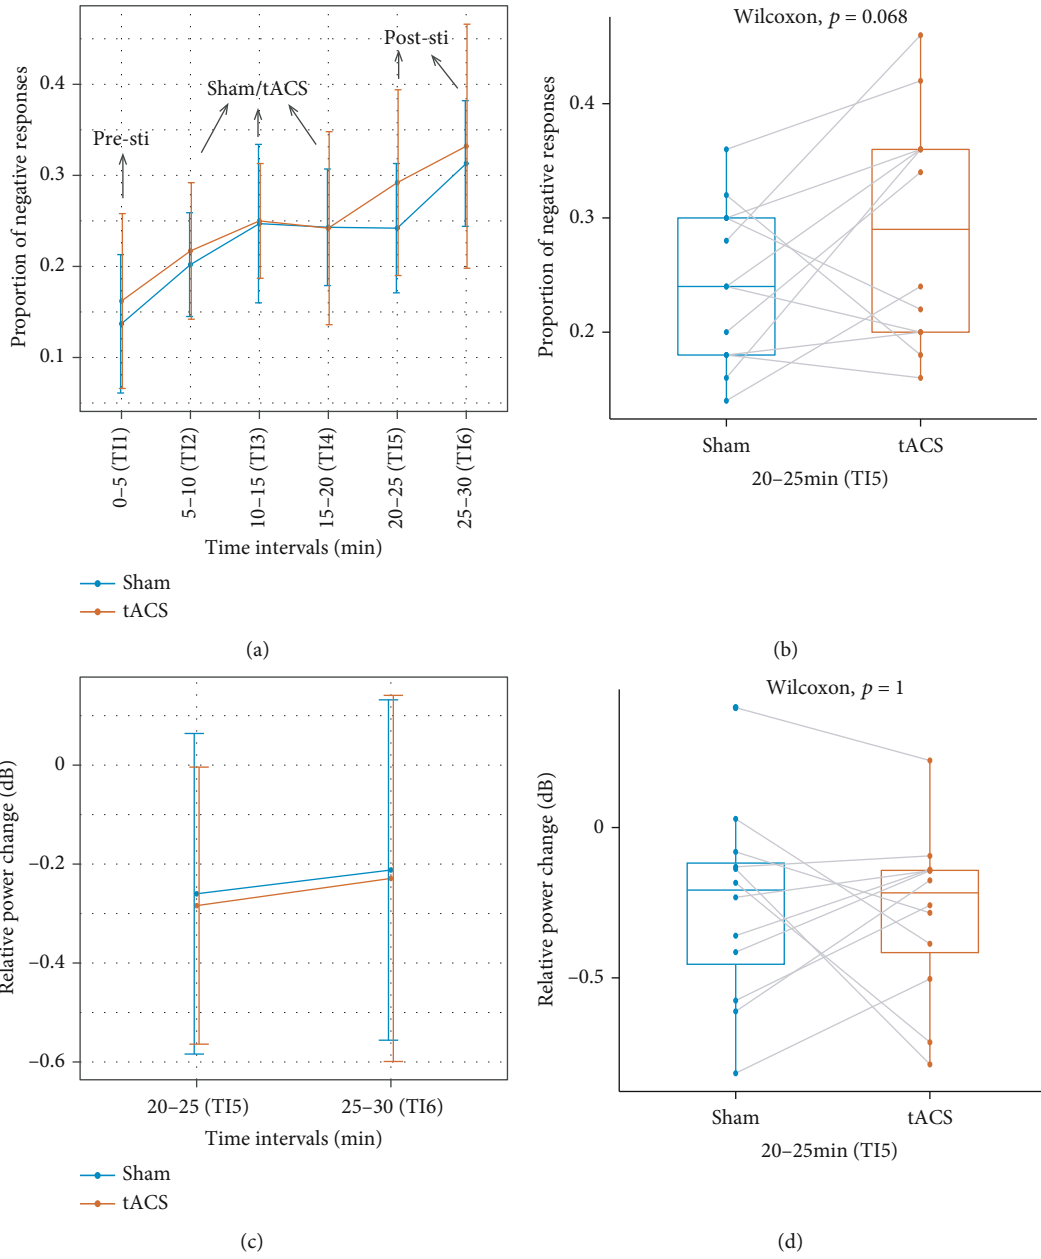 Proportion of negative responses
0.4
0.3
0.2
0.1
Pre-sti
Sham/tACS
Post-sti
0–5 (TI1)
5–10 (TI2)
10–15 (TI3)
15–20 (TI4)
20–25 (TI5)
25–30 (TI6)
Time intervals (min)
Sham
tACS
(a)
Wilcoxon, p = 0.068
Proportion of negative responses
0.4
0.3
0.2
Sham
tACS
20–25min (TI5)
(b)
Relative power change (dB)
0
–0.2
–0.4
–0.6
20–25 (TI5)
25–30 (TI6)
Time intervals (min)
Sham
tACS
(c)
Wilcoxon, p = 1
Relative power change (dB)
0
–0.5
Sham
tACS
20–25min (TI5)
(d)